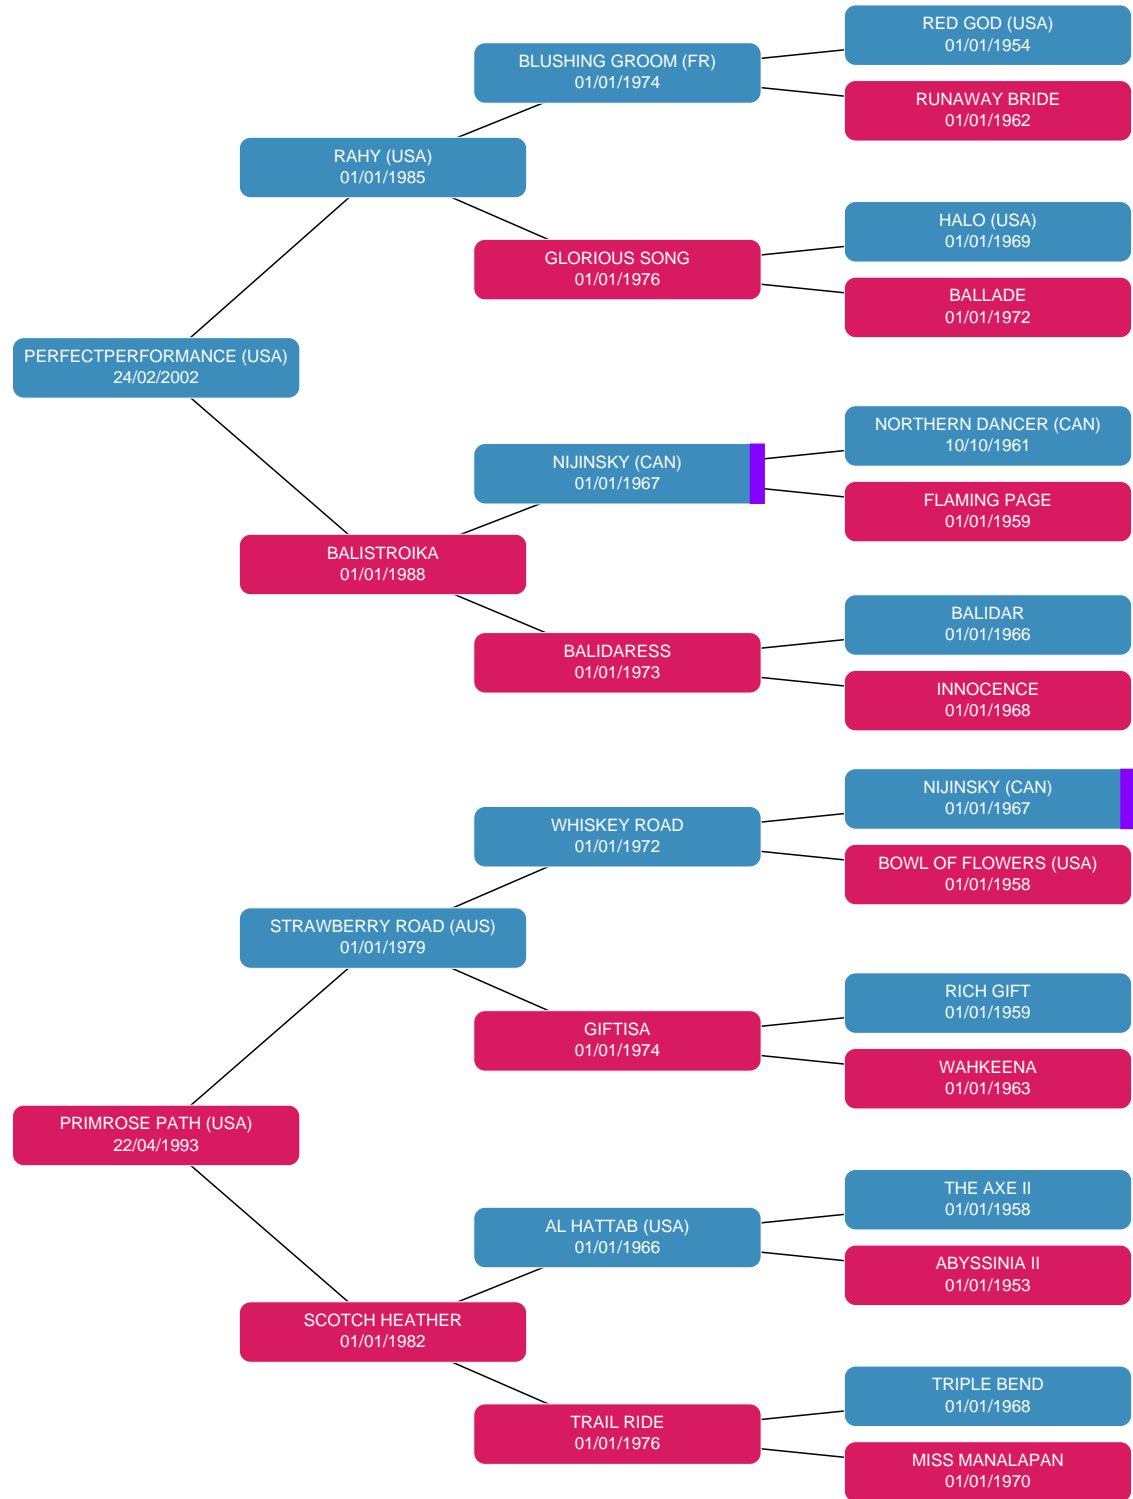 RED GOD (USA)
01/01/1954
BLUSHING GROOM (FR)
01/01/1974
RUNAWAY BRIDE
01/01/1962
RAHY (USA)
01/01/1985
HALO (USA)
01/01/1969
GLORIOUS SONG
01/01/1976
BALLADE
01/01/1972
PERFECTPERFORMANCE (USA)
24/02/2002
NORTHERN DANCER (CAN)
10/10/1961
NIJINSKY (CAN)
01/01/1967
FLAMING PAGE
01/01/1959
BALISTROIKA
01/01/1988
BALIDAR
01/01/1966
BALIDARESS
01/01/1973
INNOCENCE
01/01/1968
NIJINSKY (CAN)
01/01/1967
WHISKEY ROAD
01/01/1972
BOWL OF FLOWERS (USA)
01/01/1958
STRAWBERRY ROAD (AUS)
01/01/1979
RICH GIFT
01/01/1959
GIFTISA
01/01/1974
WAHKEENA
01/01/1963
PRIMROSE PATH (USA)
22/04/1993
THE AXE II
01/01/1958
AL HATTAB (USA)
01/01/1966
ABYSSINIA II
01/01/1953
SCOTCH HEATHER
01/01/1982
TRIPLE BEND
01/01/1968
TRAIL RIDE
01/01/1976
MISS MANALAPAN
01/01/1970